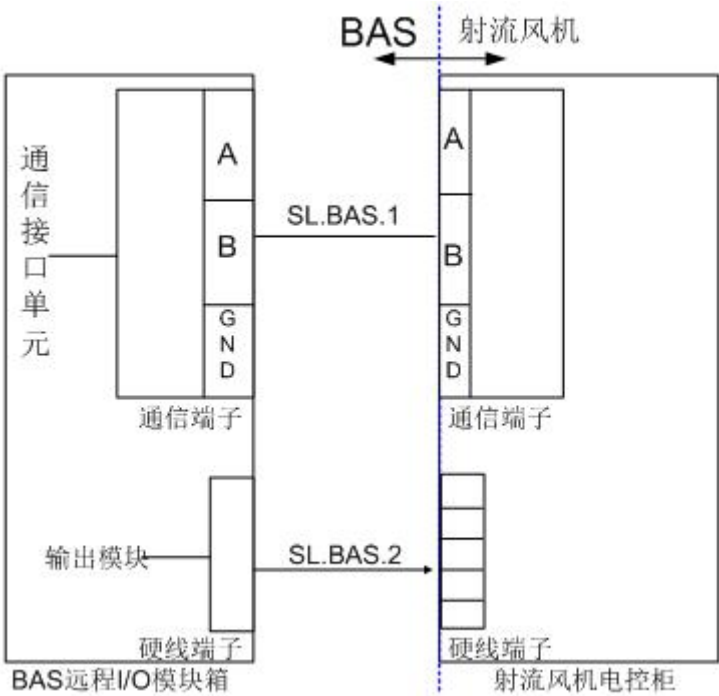 BAS 射流风机
通信接口单元
A
B
GND
通信端子
SL.BAS.1
A
B
GND
通信端子
输出模块
SL.BAS.2
硬线端子
硬线端子
BAS远程I/O模块箱
射流风机电控柜